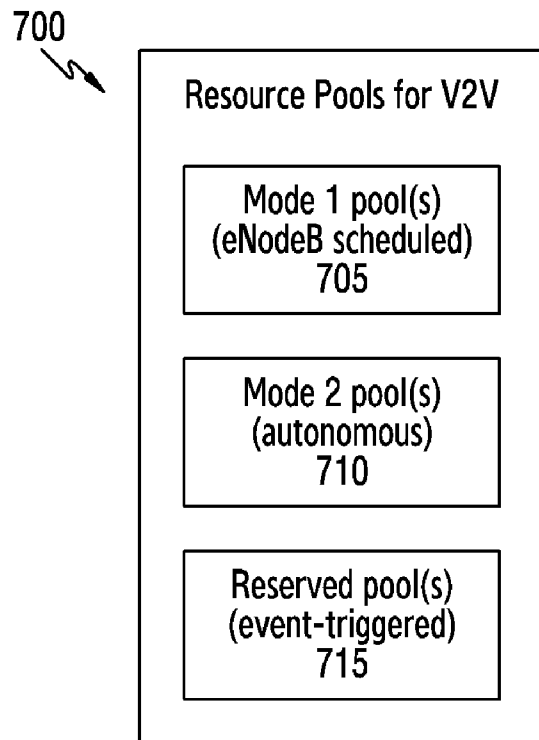 700
Resource Pools for V2V
Mode 1 pool(s)
(eNodeB scheduled)
705
Mode 2 pool(s)
(autonomous)
710
Reserved pool(s)
(event-triggered)
715